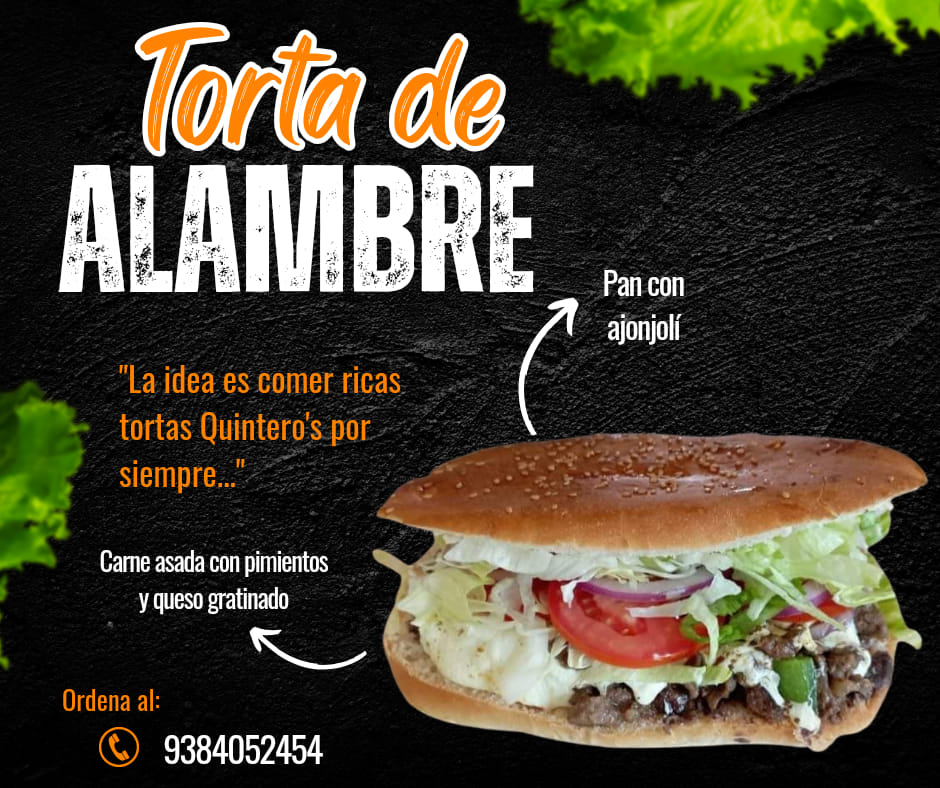 Torta de
ALAMBRE
Pan con
ajonjolí
"La idea es comer ricas
tortas Quintero's por
siempre..."
Carne asada con pimientos
y queso gratinado
Ordena al:
9384052454